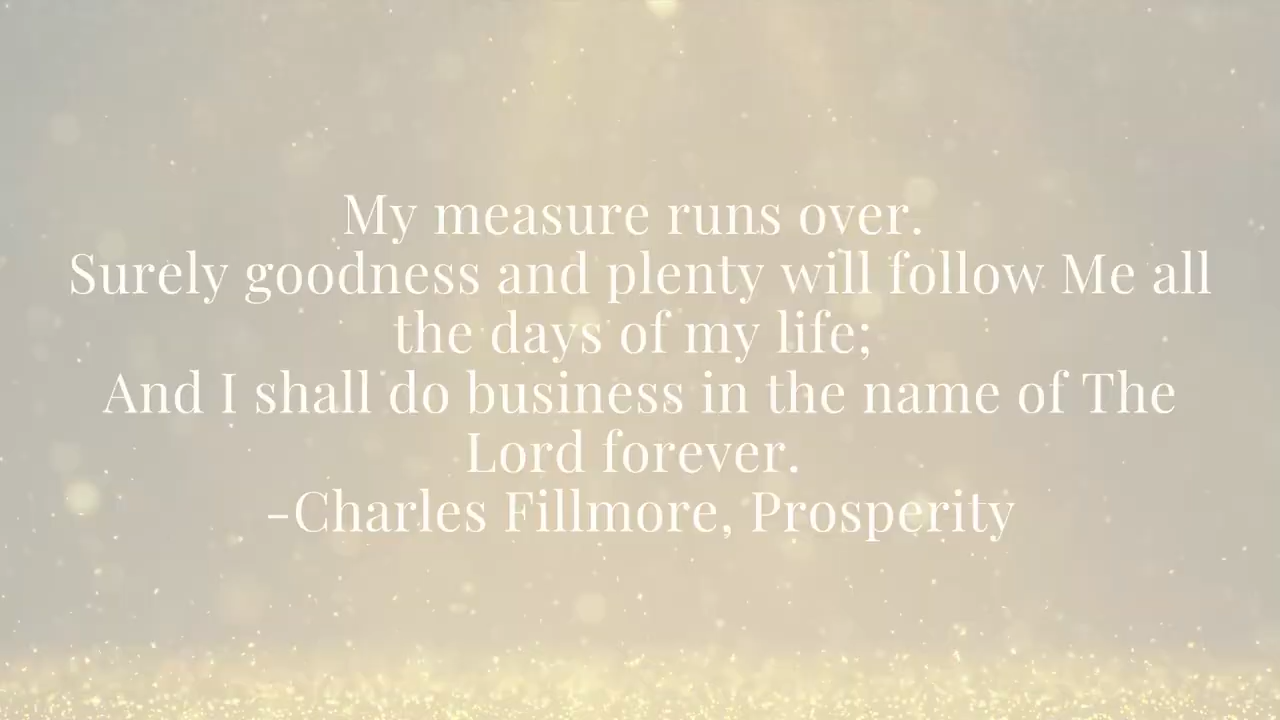 My measure runs over.
Surely goodness and plenty will follow Me all
the days of my life;
And I shall do business in the name of The
Lord forever.
-Charles Fillmore, Prosperity